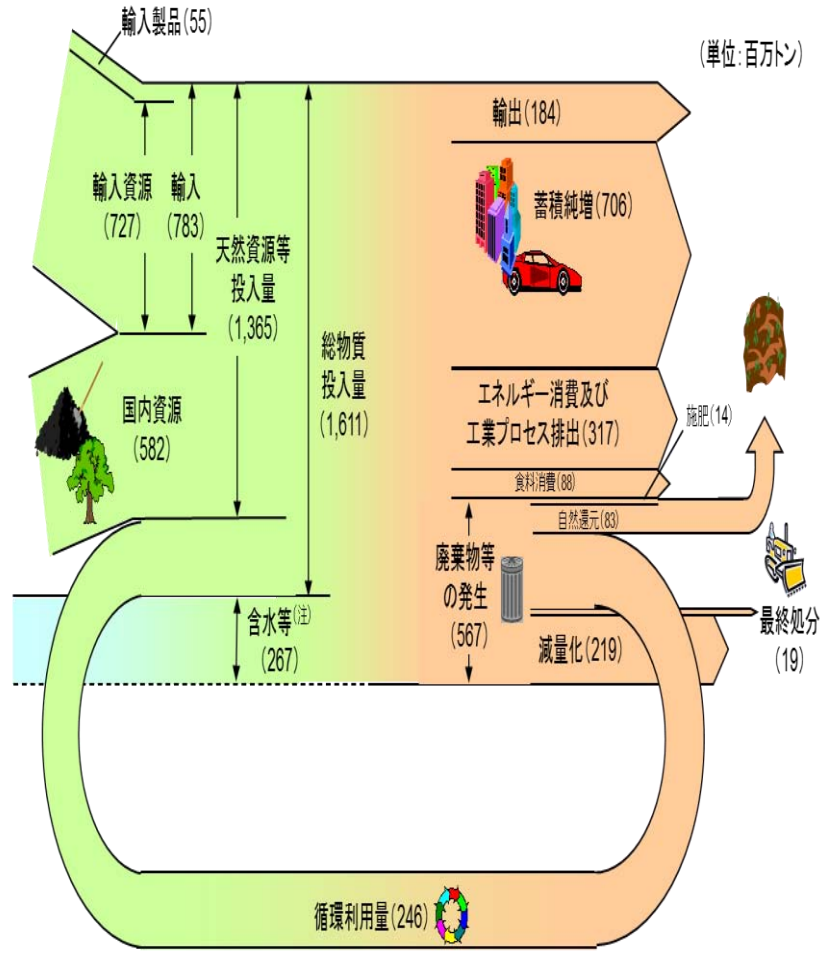 輸入製品(55)
(単位:百万トン)
輸出(184)
蓄積純増(706)
輸入資源
(727)
輸入
(783)
天然資源等
投入量
(1,365)
総物質
投入量
(1,611)
国内資源
(582)
エネルギー消費及び
工業プロセス排出(317)
施肥(14)
食料消費(88)
自然還元(83)
廃棄物等
の発生
(567)
含水等(注)
(267)
減量化(219)
最終処分
(19)
循環利用量(246)